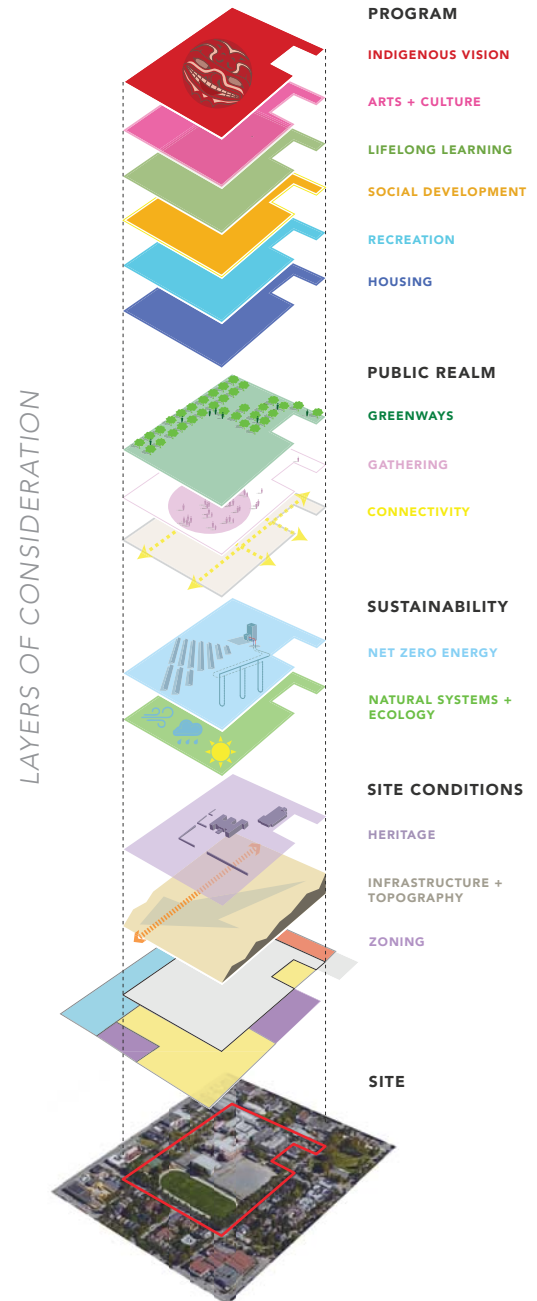 PROGRAM
INDIGENOUS VISION
ARTS + CULTURE
LIFELONG LEARNING
SOCIAL DEVELOPMENT
RECREATION
HOUSING
PUBLIC REALM
GREENWAYS
GATHERING
CONNECTIVITY
LAYERS OF CONSIDERATION
SUSTAINABILITY
NET ZERO ENERGY
NATURAL SYSTEMS +
ECOLOGY
SITE CONDITIONS
HERITAGE
INFRASTRUCTURE +
TOPOGRAPHY
ZONING
SITE